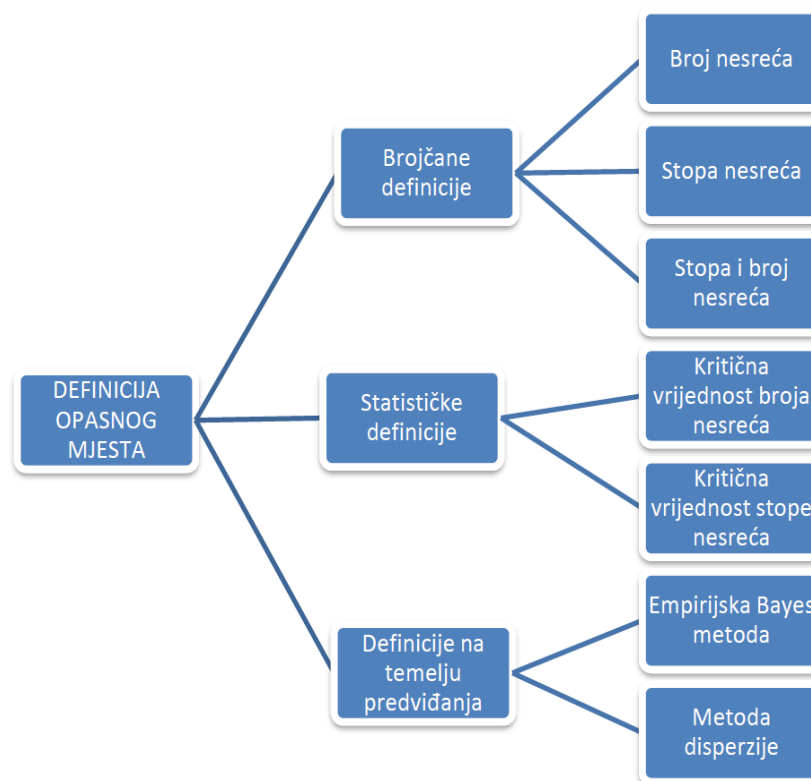 DEFINICIJA
OPASNOG
MJESTA
Brojčane
definicije
Broj nesreća
Stopa nesreća
Stopa i broj
nesreća
Statističke
definicije
Kritična
vrijednost broja
nesreća
Kritična
vrijednost stope
nesreća
Definicije na
temelju
predviđanja
Empirijska Bayes
metoda
Metoda
disperzije